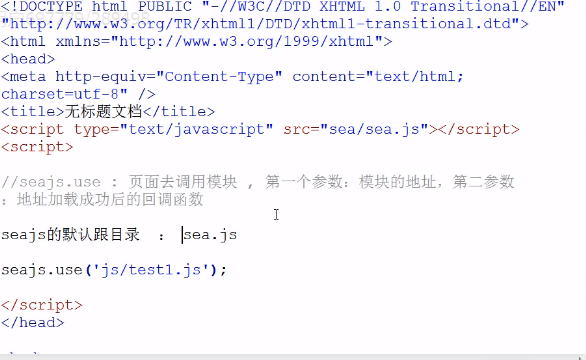 <!DOCTYPE html PUBLIC "-//W3C//DTD XHTML 1.0 Transitional//EN"
"http://www.w3.org/TR/xhtml1/DTD/xhtml1-transitional.dtd">
<html xmlns="http://www.w3.org/1999/xhtml">
<head>
<meta http-equiv="Content-Type" content="text/html;
charset=utf-8" />
<title>无标题文档</title>
<script type="text/javascript" src="sea/sea.js"></script>
<script>
//seajs.use : 页面去调用模块 , 第一个参数: 模块的地址, 第二参数
: 地址加载成功后的回调函数
seajs的默认跟目录 : sea.js
seajs.use('js/test1.js');
</script>
</head>